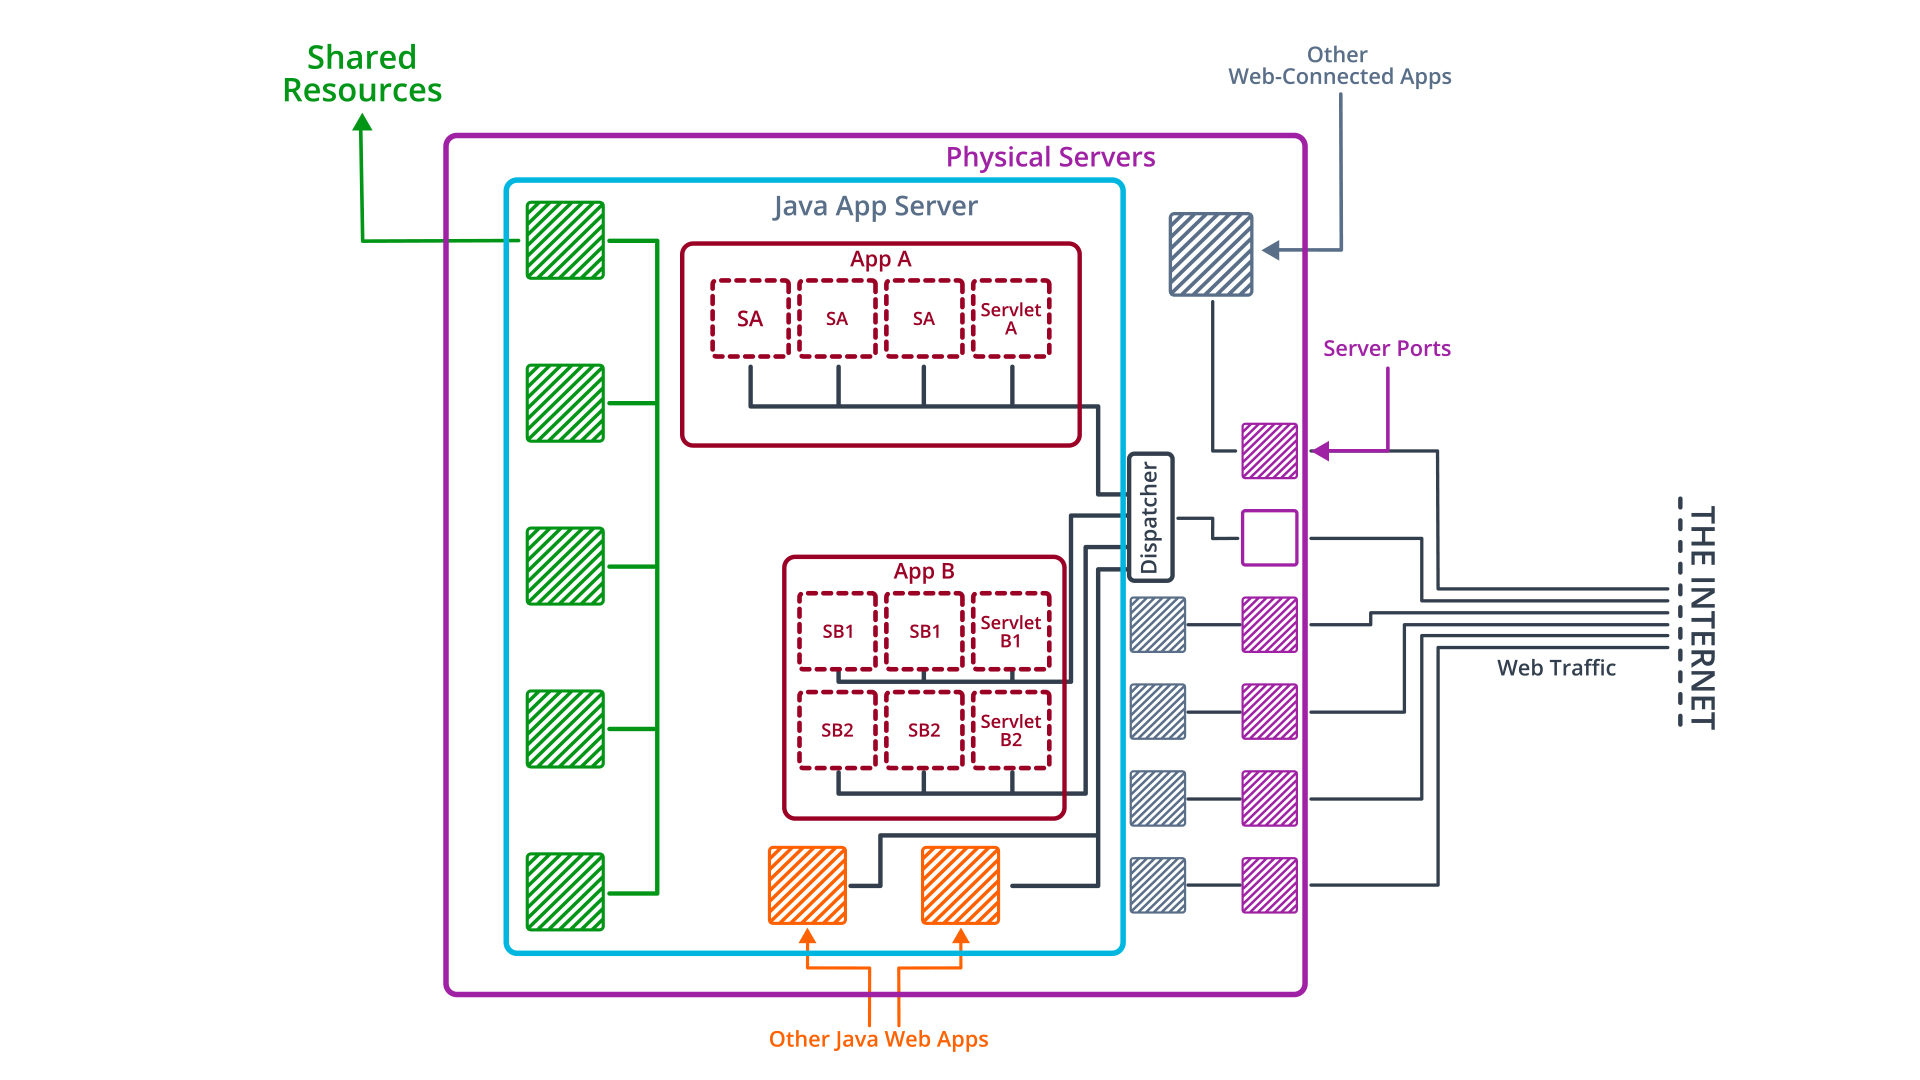 Shared
Resources
Other
Web-Connected Apps
Physical Servers
Java App Server
App A
SA
SA
SA
Servlet
A
Server Ports
Dispatcher
App B
SB1
SB1
Servlet
B1
SB2
SB2
Servlet
B2
THE INTERNET
Web Traffic
Other Java Web Apps